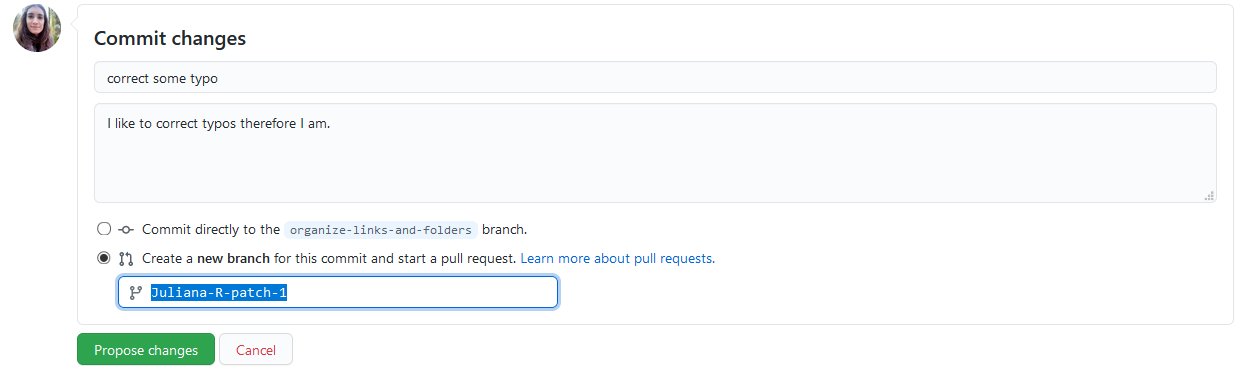 Commit changes
correct some typo
I like to correct typos therefore I am.
Commit directly to the organize-links-and-folders branch.
Create a new branch for this commit and start a pull request. Learn more about pull requests.
Juliana-R-patch-1
Propose changes Cancel